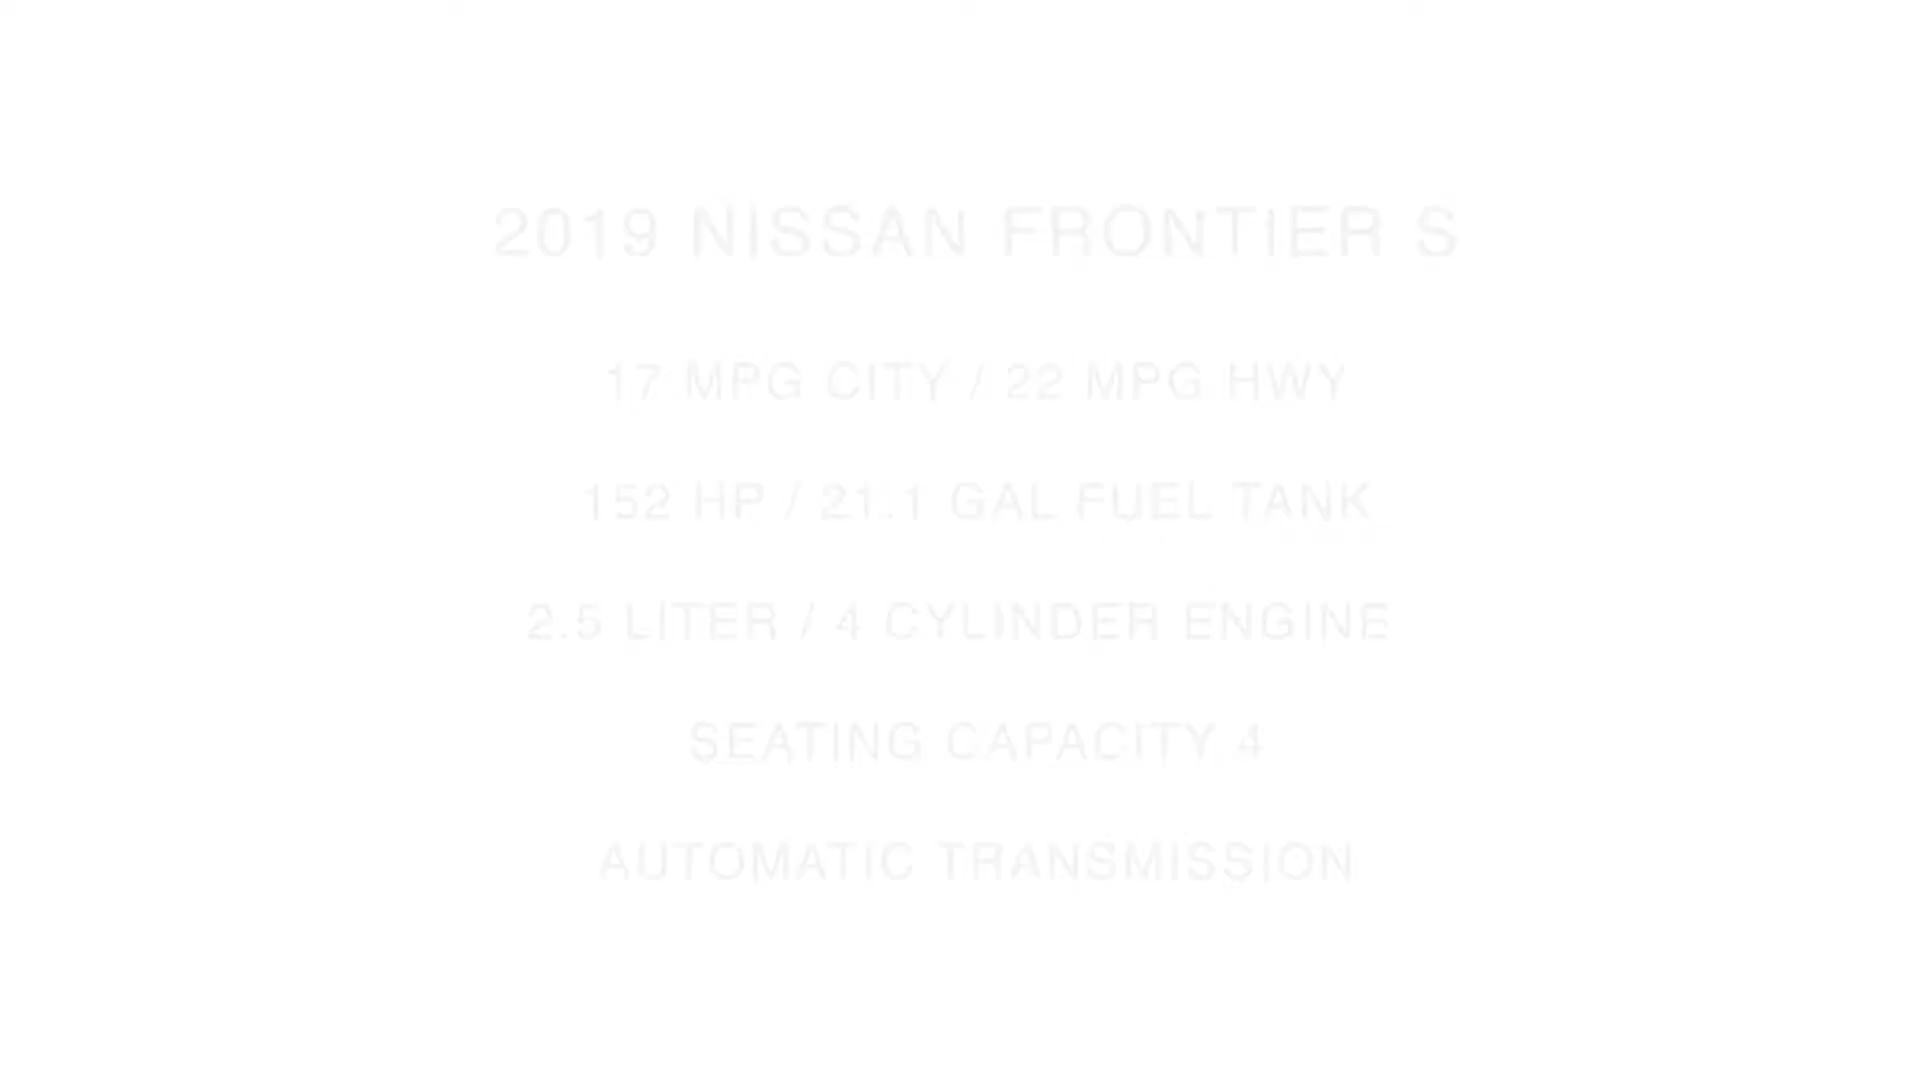 2019 NISSAN FRONTIER S
17 MPG CITY / 22 MPG HWY
152 HP / 21.1 GAL FUEL TANK
2.5 LITER / 4 CYLINDER ENGINE
SEATING CAPACITY 4
AUTOMATIC TRANSMISSION